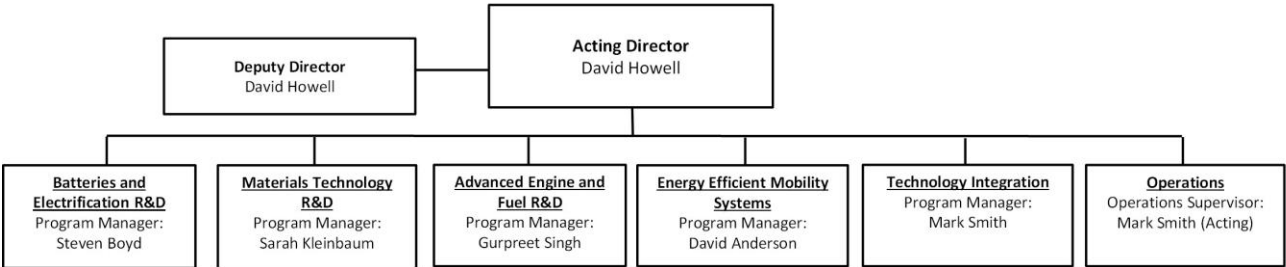 Acting Director
David Howell
Deputy Director
David Howell
Batteries and
Electrification R&D
Program Manager:
Steven Boyd
Materials Technology
R&D
Program Manager:
Sarah Kleinbaum
Advanced Engine and
Fuel R&D
Program Manager:
Gurpreet Singh
Energy Efficient Mobility
Systems
Program Manager:
David Anderson
Technology Integration
Program Manager:
Mark Smith
Operations
Operations Supervisor:
Mark Smith (Acting)